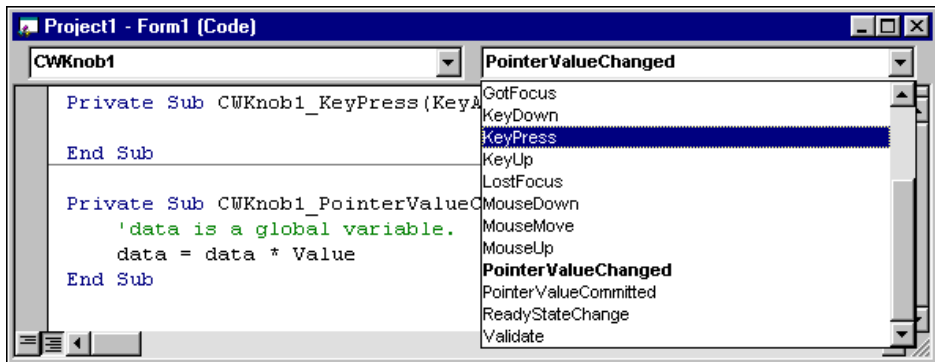 Project1 - Form1 (Code)
CWKnob1
PointerValueChanged
Private Sub CWKnob1_KeyPress(KeyA
End Sub
Private Sub CWKnob1_PointerValueC
'data is a global variable.
data = data * Value
End Sub
GotFocus
KeyDown
KeyPress
KeyUp
LostFocus
MouseDown
MouseMove
MouseUp
PointerValueChanged
PointerValueCommitted
ReadyStateChange
Validate